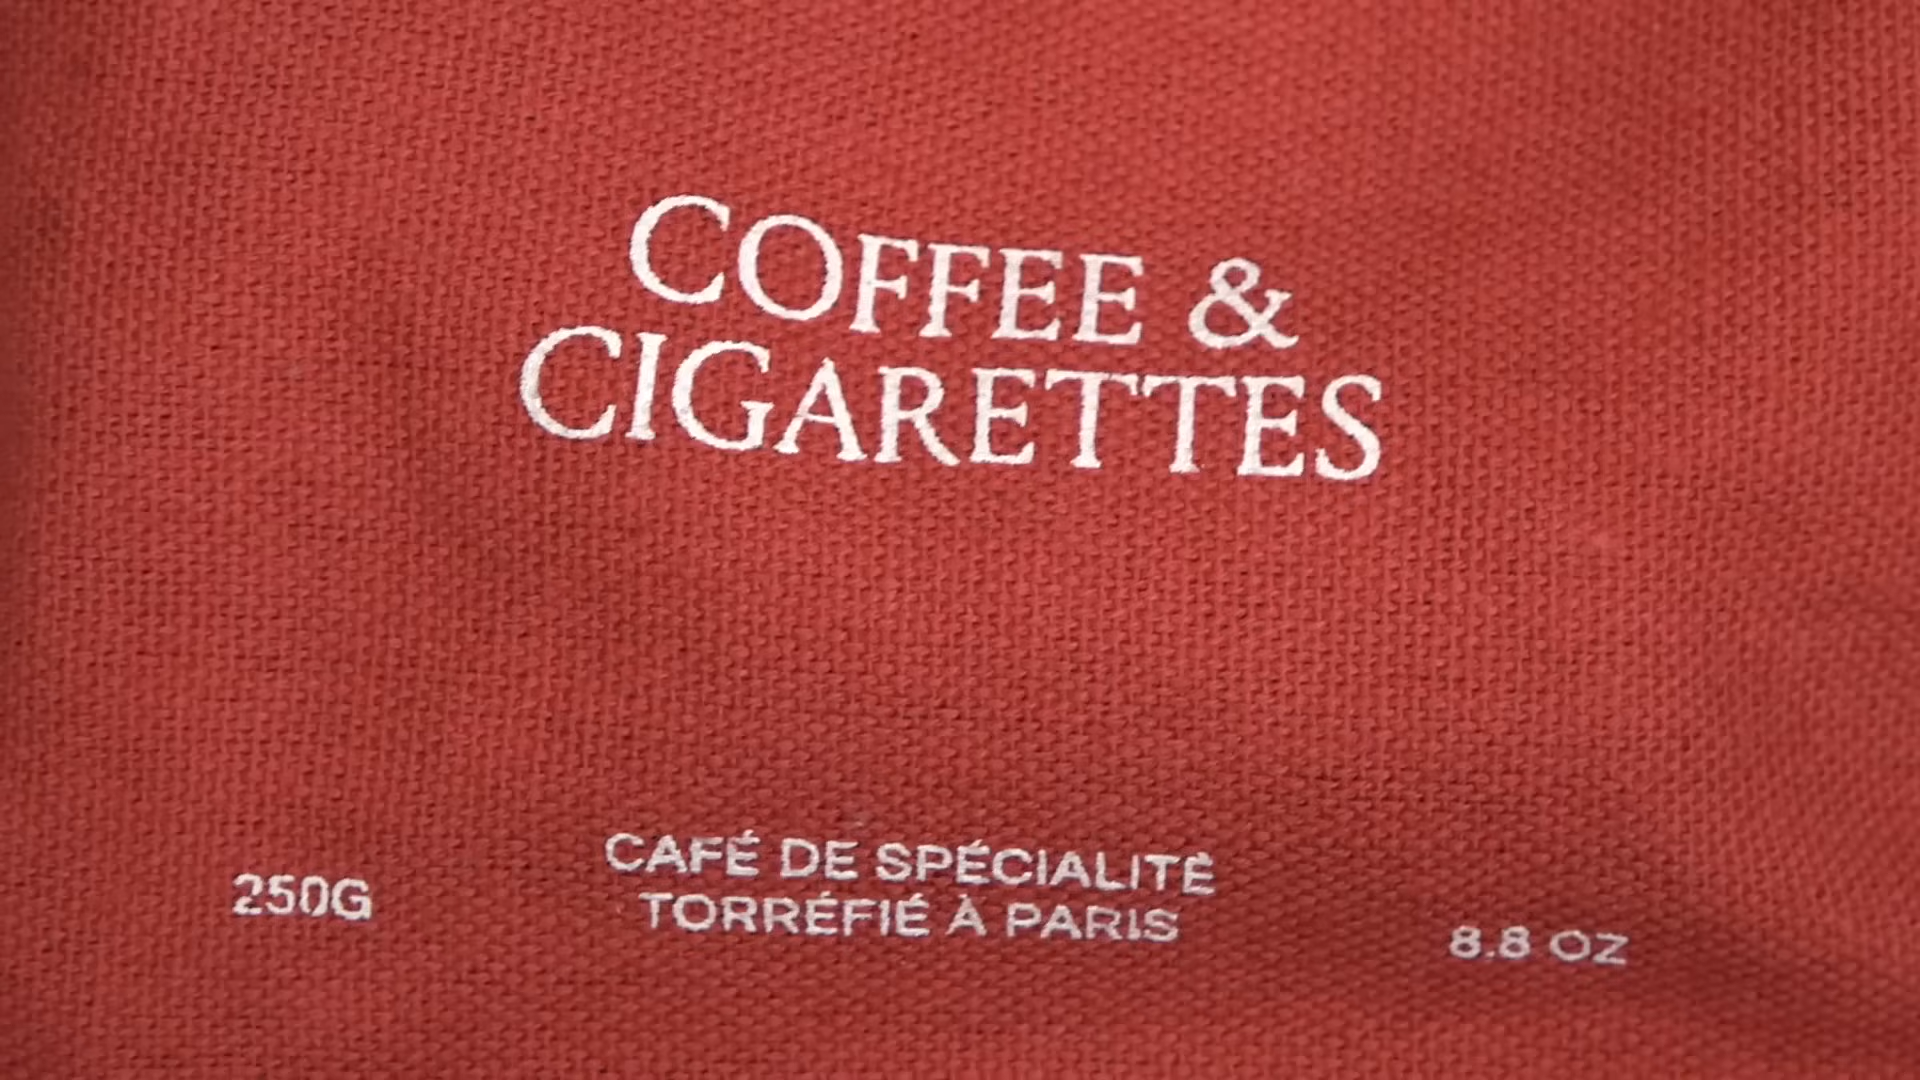 COFFEE &
CIGARETTES
250G
CAFÉ DE SPÉCIALITÉ
TORRÉFIÉ À PARIS
8.8 OZ